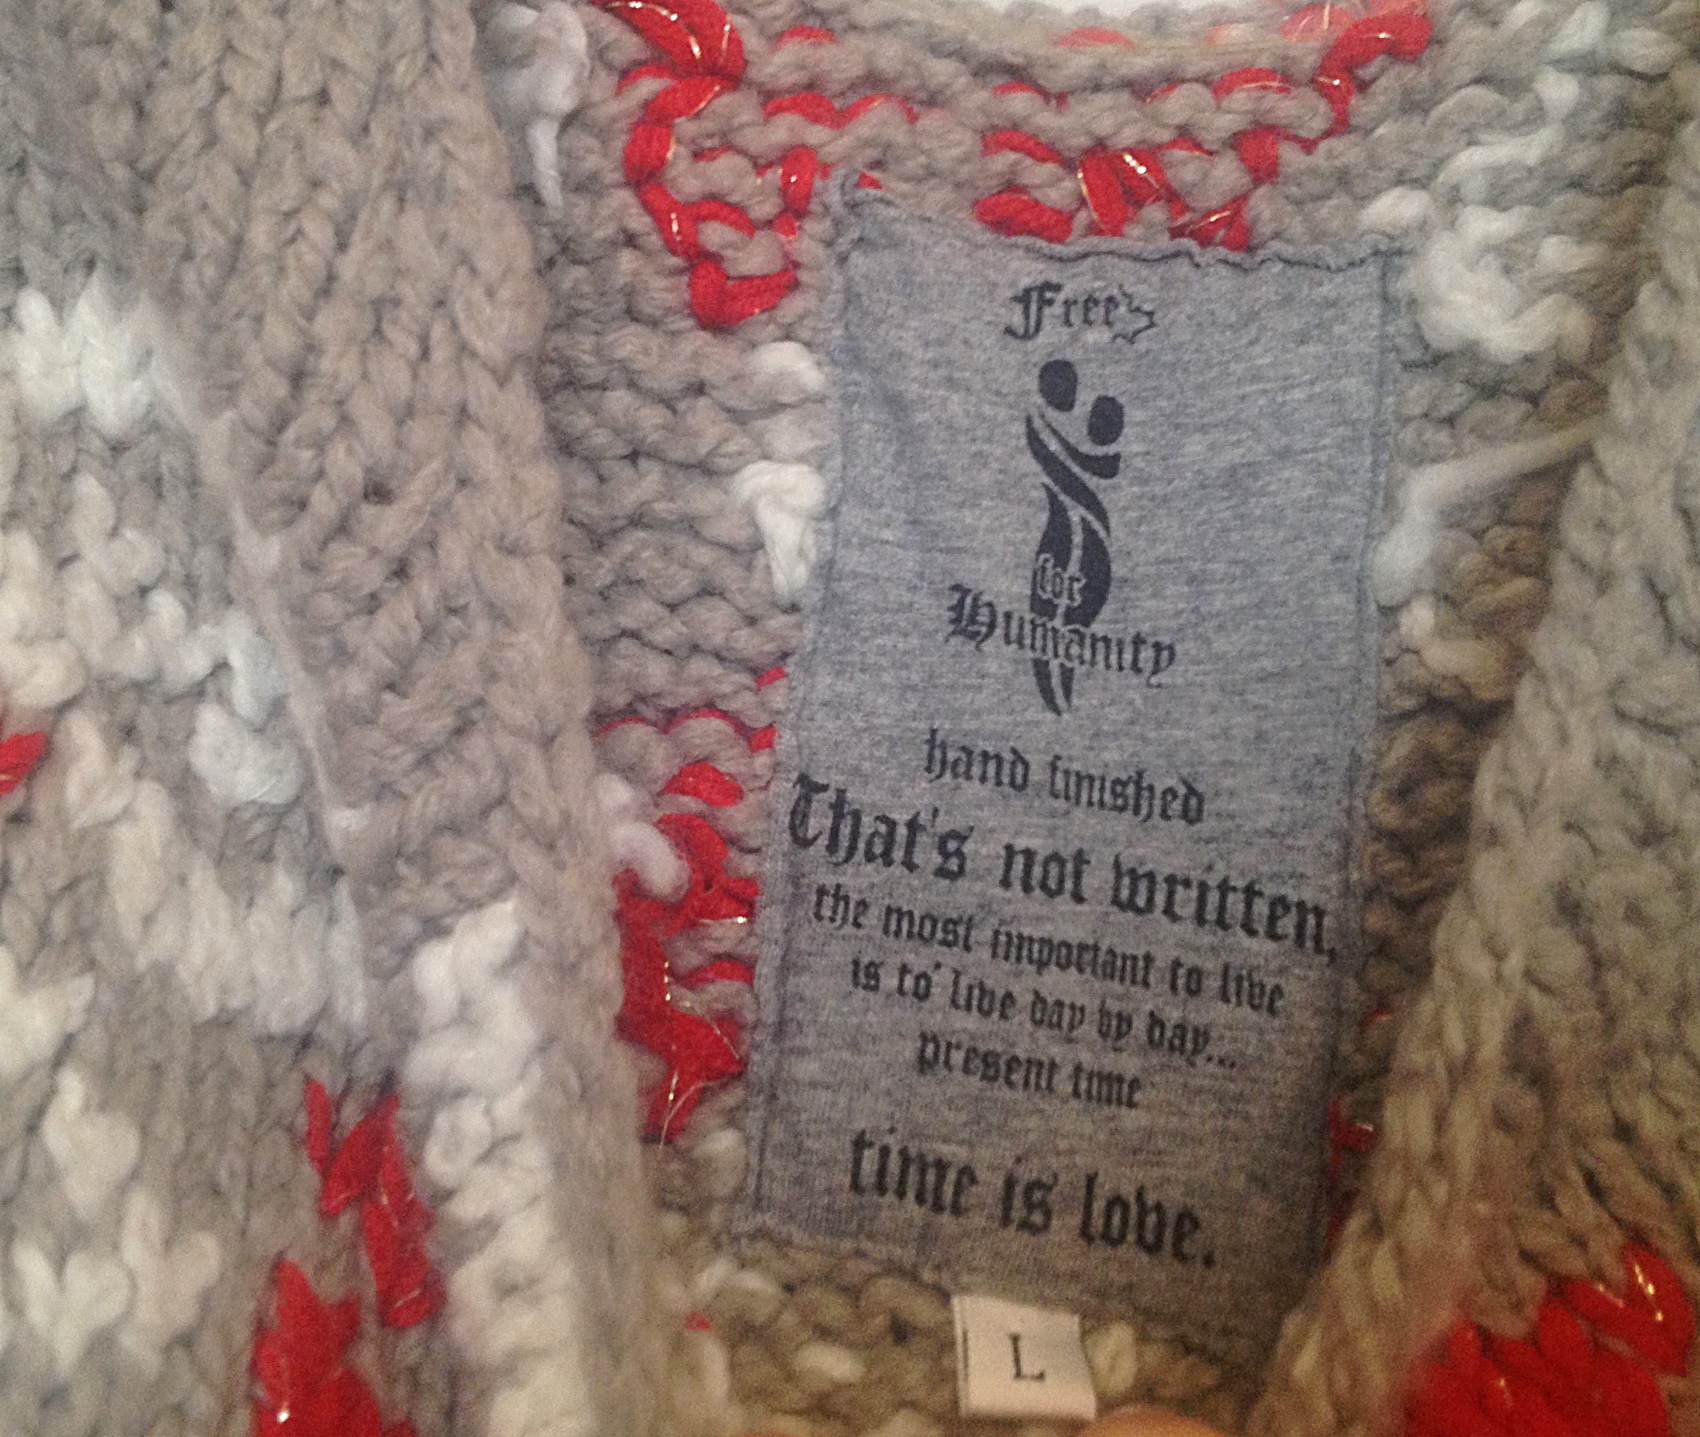 Free's
for
Humanity
hand finished
That's not written,
the most important to live
is to live day by day...
present time
time is love.
L